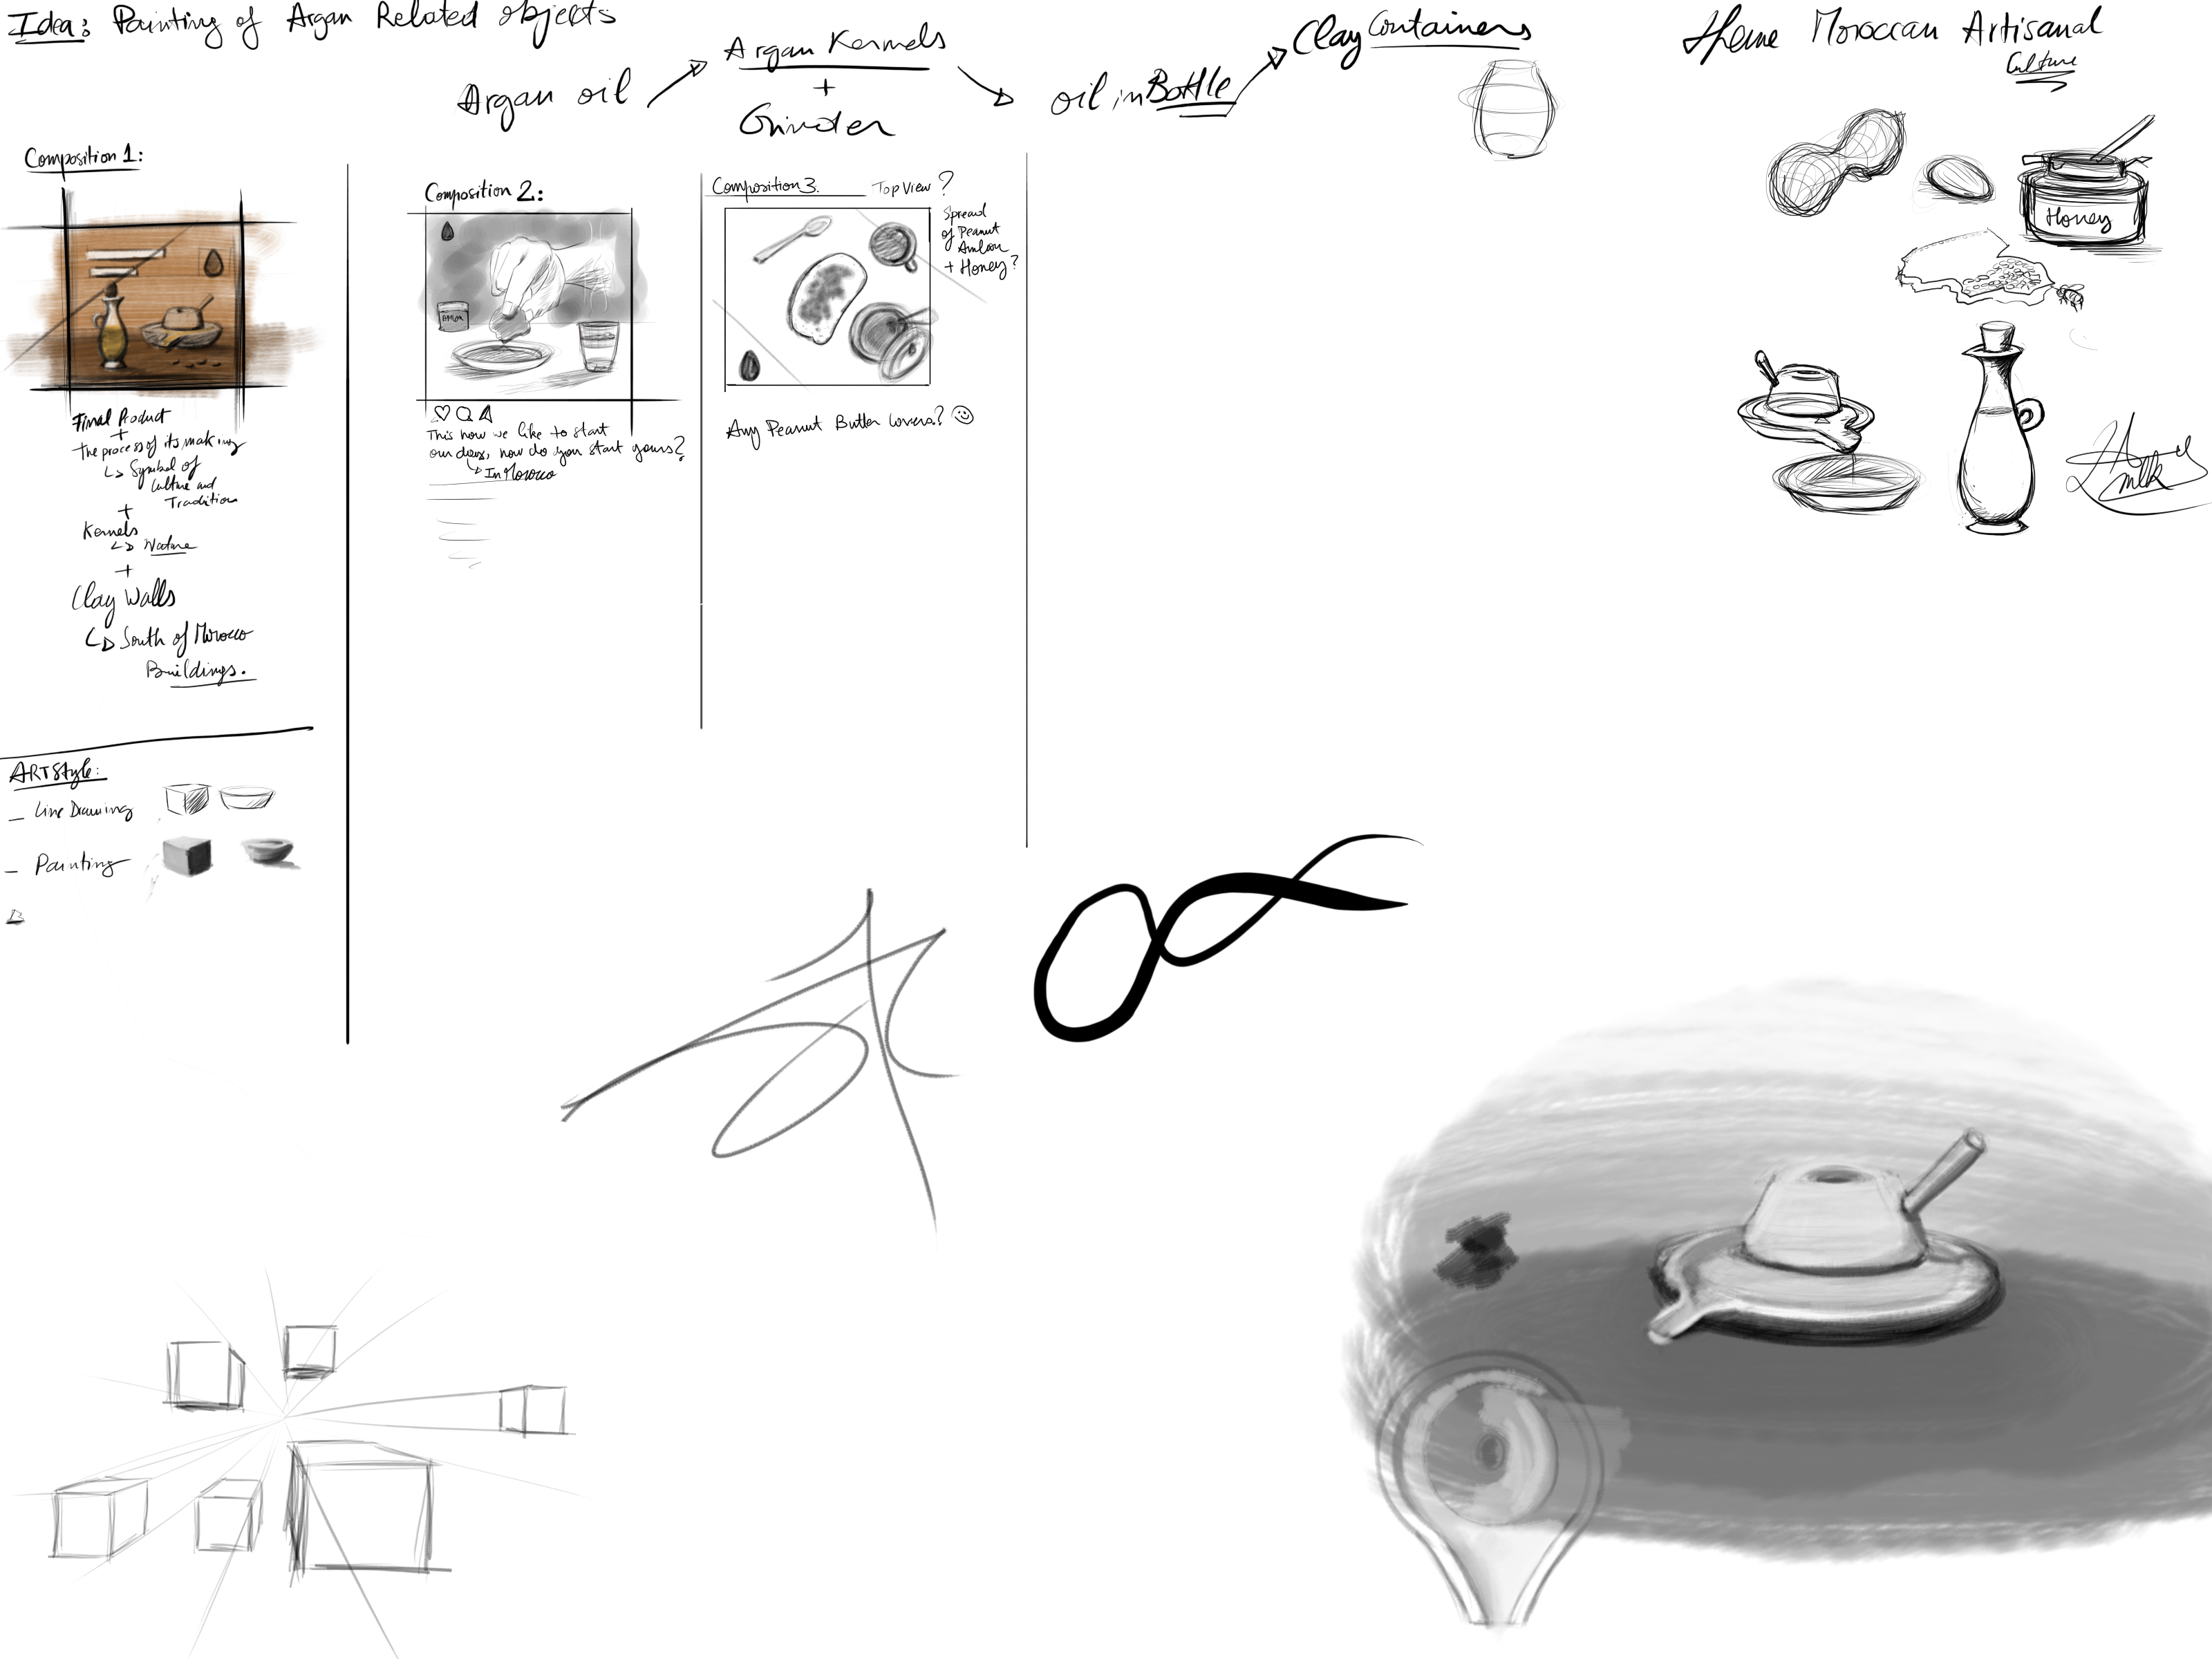 Idea: Painting of Argan Related objects
Argan oil
Argan Kernels
+
Grinder
oil in Bottle
Clay Containers
Theme Moroccan Artisanal
Culture
Composition 1:
Final Product
+
The process of its making
Symbol of
Culture and
Tradition
+
Kernels
Nature
+
Clay Walls
South of Morocco
Buildings.
Composition 2:
AMLOU
This how we like to start
our days, how do you start yours?
In Morocco
Composition 3. Top View ?
Spread
of Peanut
Amlou
+ Honey?
Any Peanut Butter Lovers?
Honey
ARTStyle:
_ Line Drawing
_ Painting